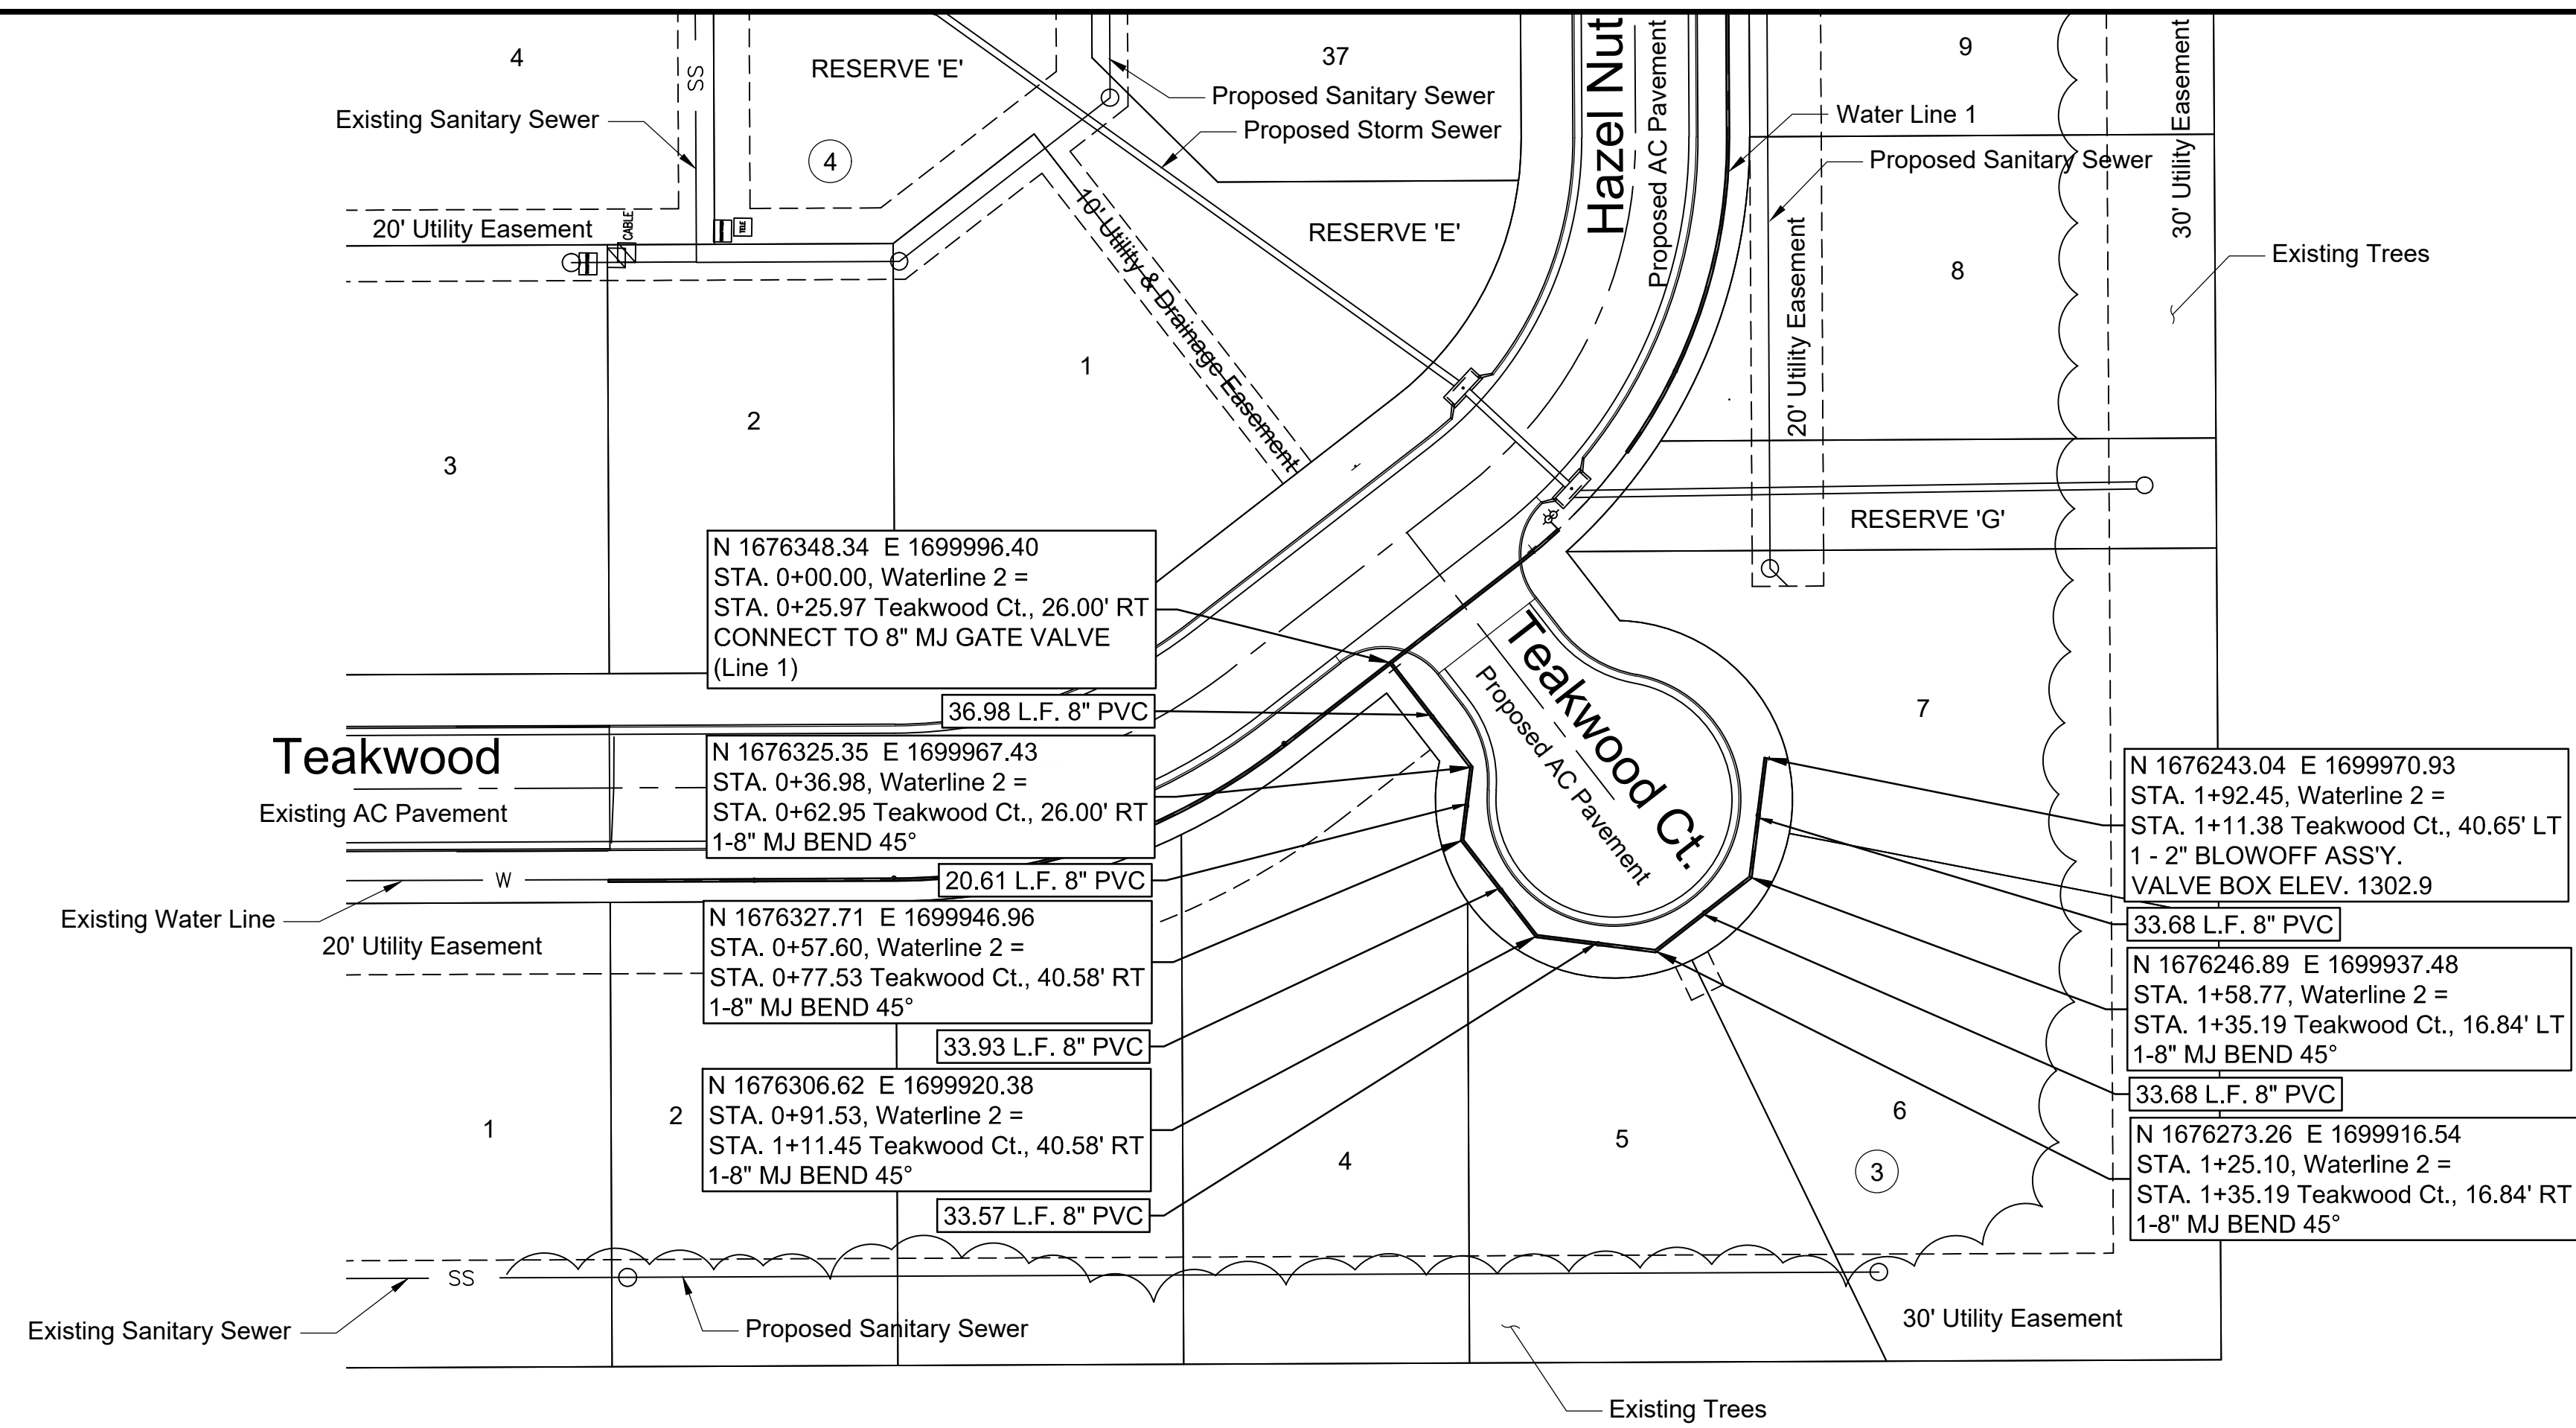 4
SS
RESERVE 'E'
37
Hazel Nut
Proposed AC Pavement
9
30' Utility Easement
Proposed Sanitary Sewer
Existing Sanitary Sewer
Proposed Storm Sewer
Water Line 1
4
Proposed Sanitary Sewer
20' Utility Easement
CABLE
TELE
10' Utility & Drainage Easement
RESERVE 'E'
8
Existing Trees
20' Utility Easement
1
2
3
RESERVE 'G'
N 1676348.34 E 1699996.40
STA. 0+00.00, Waterline 2 =
STA. 0+25.97 Teakwood Ct., 26.00' RT
CONNECT TO 8" MJ GATE VALVE
(Line 1)
36.98 L.F. 8" PVC
Teakwood Ct.
Proposed AC Pavement
7
Teakwood
Existing AC Pavement
N 1676325.35 E 1699967.43
STA. 0+36.98, Waterline 2 =
STA. 0+62.95 Teakwood Ct., 26.00' RT
1-8" MJ BEND 45°
N 1676243.04 E 1699970.93
STA. 1+92.45, Waterline 2 =
STA. 1+11.38 Teakwood Ct., 40.65' LT
1 - 2" BLOWOFF ASS'Y.
VALVE BOX ELEV. 1302.9
W
20.61 L.F. 8" PVC
Existing Water Line
20' Utility Easement
N 1676327.71 E 1699946.96
STA. 0+57.60, Waterline 2 =
STA. 0+77.53 Teakwood Ct., 40.58' RT
1-8" MJ BEND 45°
33.68 L.F. 8" PVC
N 1676246.89 E 1699937.48
STA. 1+58.77, Waterline 2 =
STA. 1+35.19 Teakwood Ct., 16.84' LT
1-8" MJ BEND 45°
33.93 L.F. 8" PVC
33.68 L.F. 8" PVC
1
2
N 1676306.62 E 1699920.38
STA. 0+91.53, Waterline 2 =
STA. 1+11.45 Teakwood Ct., 40.58' RT
1-8" MJ BEND 45°
4
5
6
3
N 1676273.26 E 1699916.54
STA. 1+25.10, Waterline 2 =
STA. 1+35.19 Teakwood Ct., 16.84' RT
1-8" MJ BEND 45°
33.57 L.F. 8" PVC
SS
Existing Sanitary Sewer
Proposed Sanitary Sewer
30' Utility Easement
Existing Trees